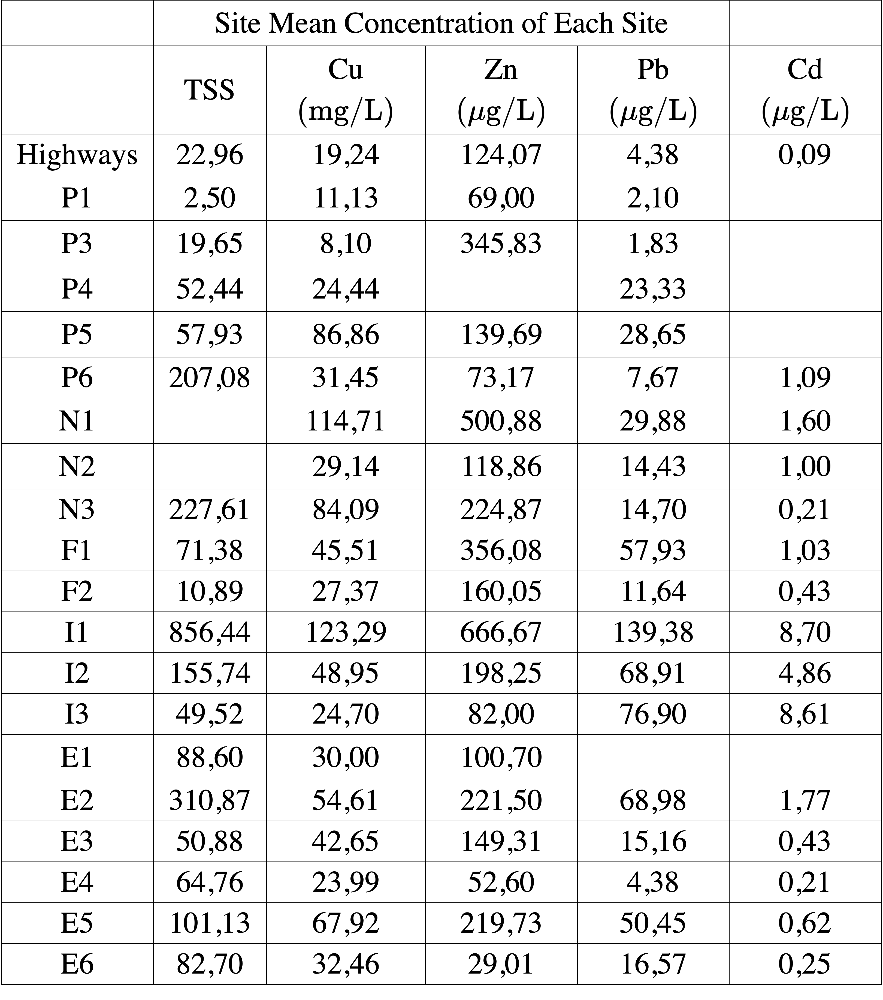 Site Mean Concentration of Each Site
TSS Cu (mg/L) Zn (μg/L) Pb (μg/L) Cd (μg/L)
Highways 22,96 19,24 124,07 4,38 0,09
P1 2,50 11,13 69,00 2,10
P3 19,65 8,10 345,83 1,83
P4 52,44 24,44 23,33
P5 57,93 86,86 139,69 28,65
P6 207,08 31,45 73,17 7,67 1,09
N1 114,71 500,88 29,88 1,60
N2 29,14 118,86 14,43 1,00
N3 227,61 84,09 224,87 14,70 0,21
F1 71,38 45,51 356,08 57,93 1,03
F2 10,89 27,37 160,05 11,64 0,43
I1 856,44 123,29 666,67 139,38 8,70
I2 155,74 48,95 198,25 68,91 4,86
I3 49,52 24,70 82,00 76,90 8,61
E1 88,60 30,00 100,70
E2 310,87 54,61 221,50 68,98 1,77
E3 50,88 42,65 149,31 15,16 0,43
E4 64,76 23,99 52,60 4,38 0,21
E5 101,13 67,92 219,73 50,45 0,62
E6 82,70 32,46 29,01 16,57 0,25